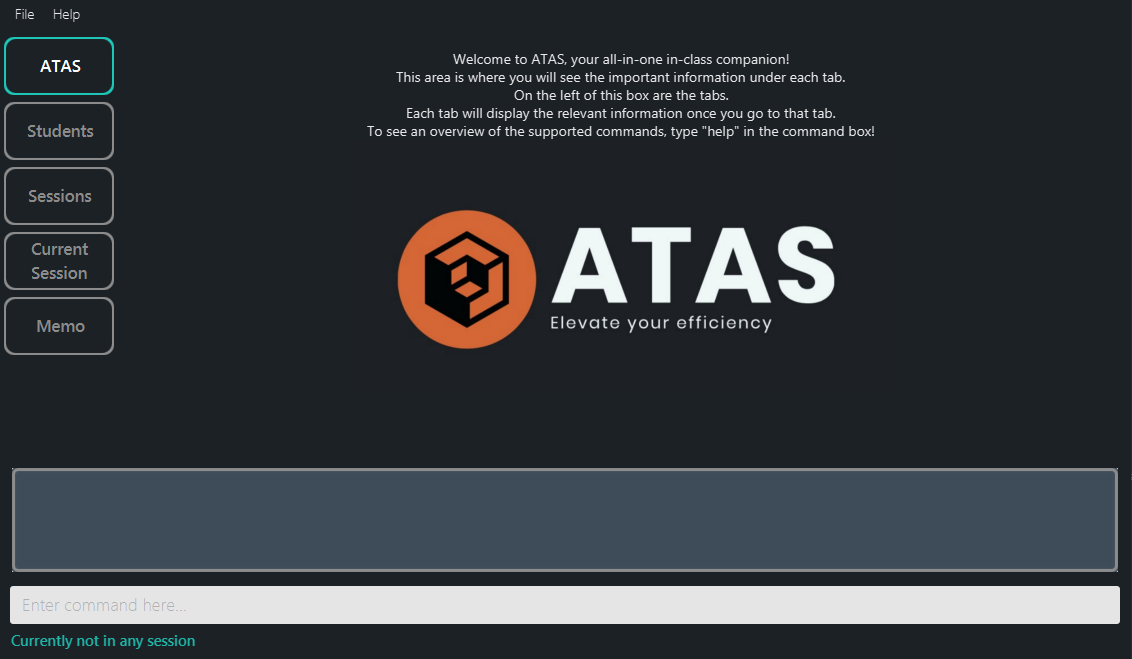 File Help
ATAS
Students
Sessions
Current
Session
Memo
Welcome to ATAS, your all-in-one in-class companion!
This area is where you will see the important information under each tab.
On the left of this box are the tabs.
Each tab will display the relevant information once you go to that tab.
To see an overview of the supported commands, type "help" in the command box!
ATAS
Elevate your efficiency
Enter command here...
Currently not in any session